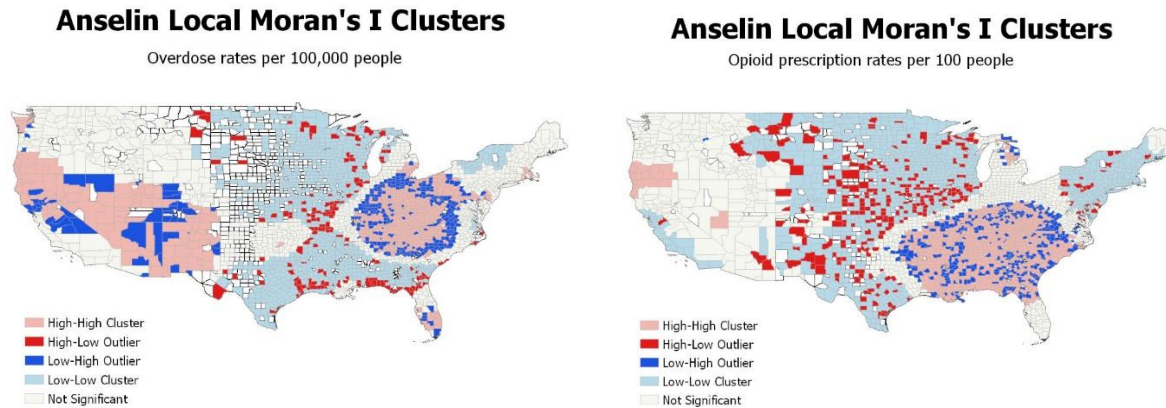 Anselin Local Moran's I Clusters
Overdose rates per 100,000 people
High-High Cluster
High-Low Outlier
Low-High Outlier
Low-Low Cluster
Not Significant
Anselin Local Moran's I Clusters
Opioid prescription rates per 100 people
High-High Cluster
High-Low Outlier
Low-High Outlier
Low-Low Cluster
Not Significant